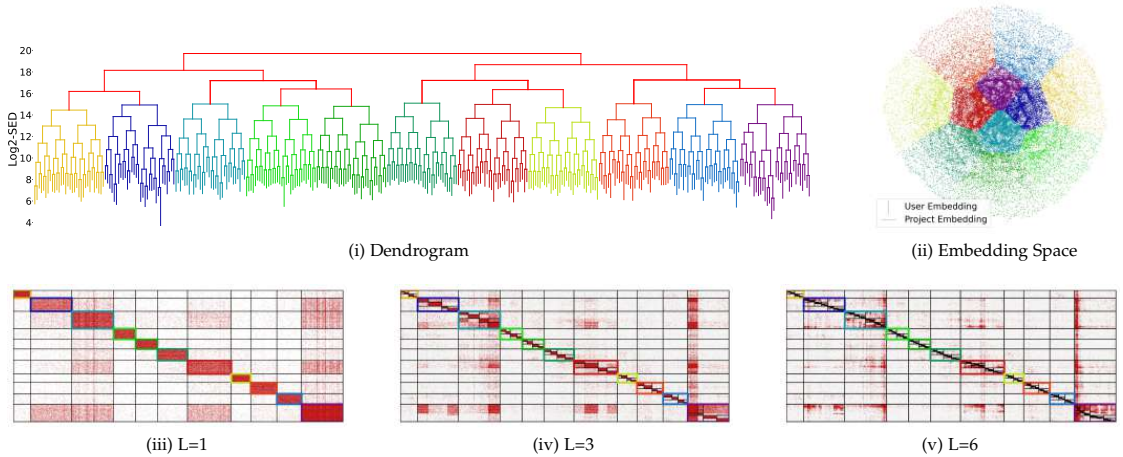 20
18
16
14
12
10
8
6
4
Log2-SED
User Embedding
Project Embedding
(i) Dendrogram
(ii) Embedding Space
(iii) L=1
(iv) L=3
(v) L=6